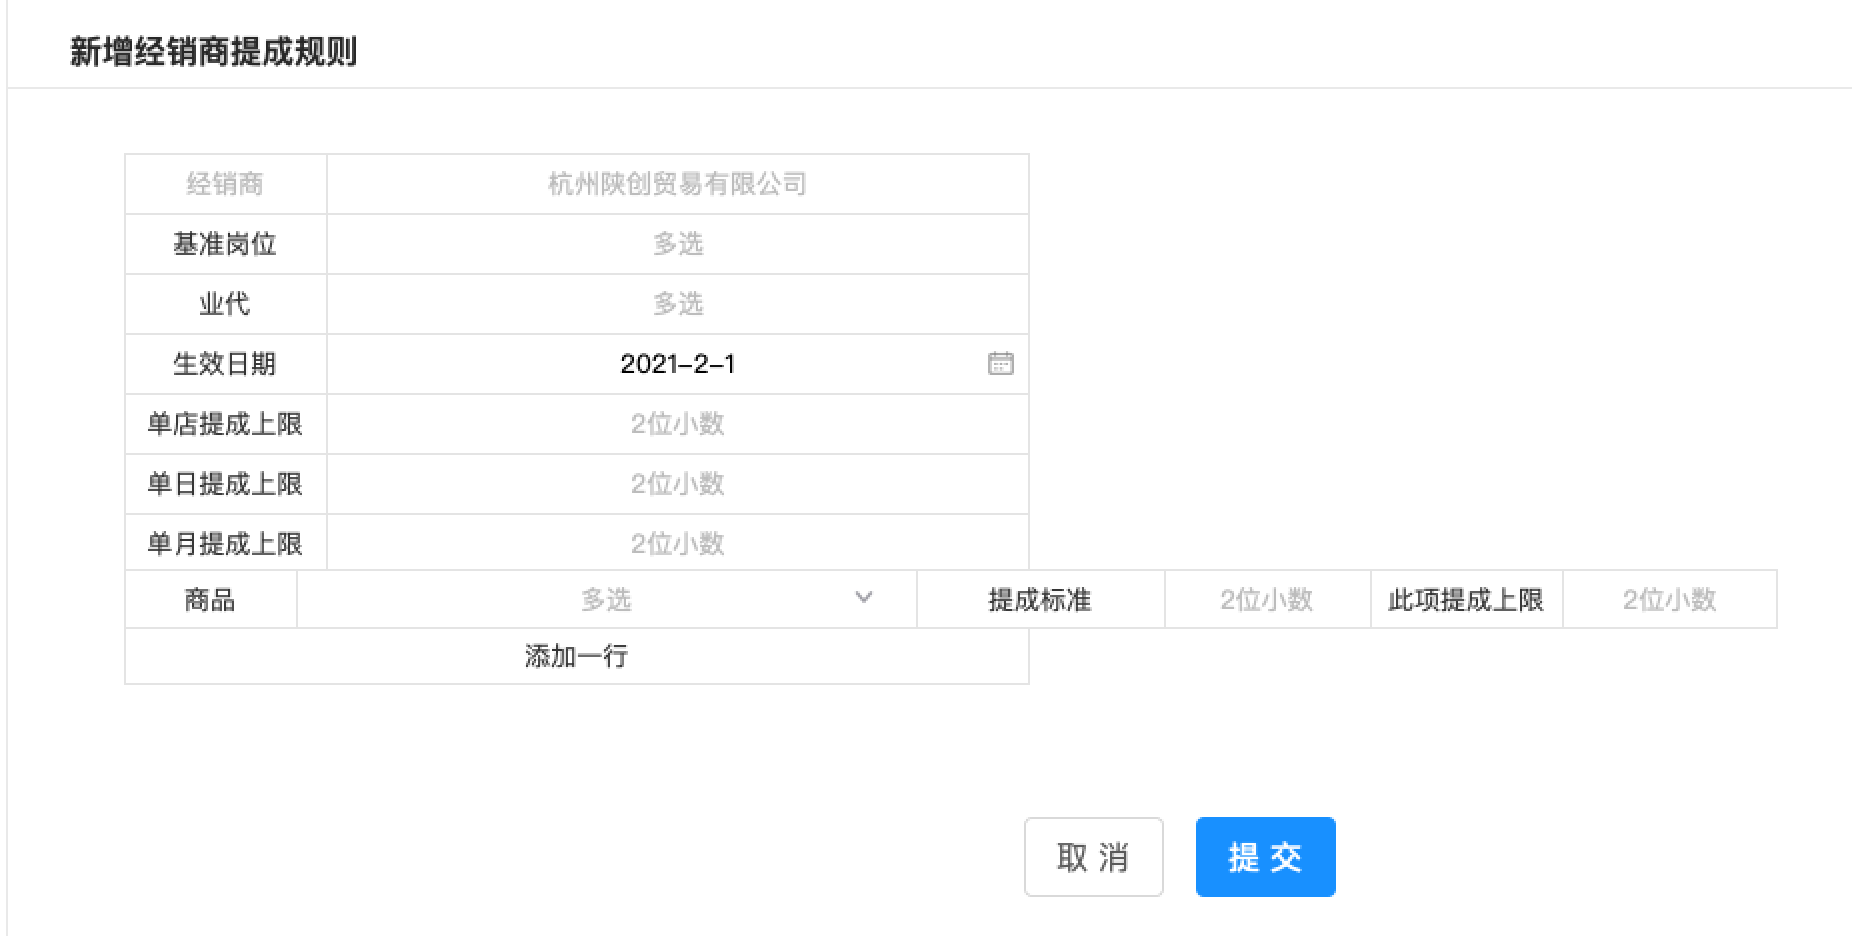 新增经销商提成规则
经销商 杭州陕创贸易有限公司
基准岗位 多选
业代 多选
生效日期 2021-2-1
单店提成上限 2位小数
单日提成上限 2位小数
单月提成上限 2位小数
商品 多选 提成标准 2位小数 此项提成上限 2位小数
添加一行
取 消 提 交